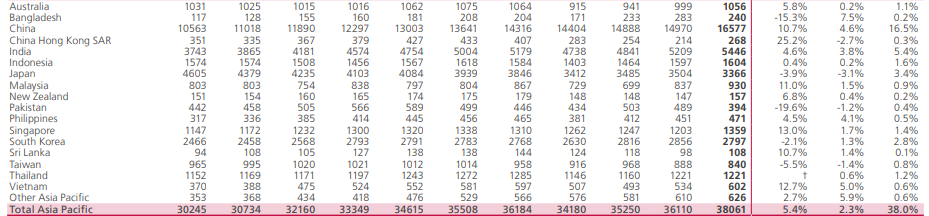 Australia 1031 1025 1015 1016 1062 1075 1064 915 941 999 1056 5.8% 0.2% 1.1%
Bangladesh 117 128 155 160 181 208 204 171 233 283 240 -15.3% 7.5% 0.2%
China 10563 11018 11890 12297 13003 13641 14316 14404 14888 14970 16577 10.7% 4.6% 16.5%
China Hong Kong SAR 351 335 367 379 427 433 407 283 254 214 268 25.2% -2.7% 0.3%
India 3743 3865 4181 4574 4754 5004 5179 4738 4841 5209 5446 4.6% 3.8% 5.4%
Indonesia 1574 1574 1508 1456 1567 1618 1584 1403 1464 1597 1604 0.4% 0.2% 1.6%
Japan 4605 4379 4235 4103 4084 3939 3846 3412 3485 3504 3366 -3.9% -3.1% 3.4%
Malaysia 803 803 754 838 797 804 867 729 699 837 930 11.0% 1.5% 0.9%
New Zealand 151 154 160 165 174 175 179 148 148 147 157 6.8% 0.4% 0.2%
Pakistan 442 458 505 566 589 499 446 434 503 489 394 -19.6% -1.2% 0.4%
Philippines 317 336 385 414 445 456 465 381 412 451 471 4.5% 4.1% 0.5%
Singapore 1147 1172 1232 1300 1320 1338 1310 1262 1247 1203 1359 13.0% 1.7% 1.4%
South Korea 2466 2458 2568 2793 2791 2783 2768 2630 2816 2856 2797 -2.1% 1.3% 2.8%
Sri Lanka 94 108 105 127 138 138 144 124 118 98 108 10.7% 1.4% 0.1%
Taiwan 965 995 1020 1021 1012 1014 958 916 968 888 840 -5.5% -1.4% 0.8%
Thailand 1152 1169 1171 1197 1243 1272 1285 1146 1160 1221 1221 † 0.6% 1.2%
Vietnam 370 388 475 524 552 581 597 507 493 534 602 12.7% 5.0% 0.6%
Other Asia Pacific 353 368 434 418 476 529 566 576 581 610 626 2.7% 5.9% 0.6%
Total Asia Pacific 30245 30734 32160 33349 34615 35508 36184 34180 35250 36110 38061 5.4% 2.3% 38.0%